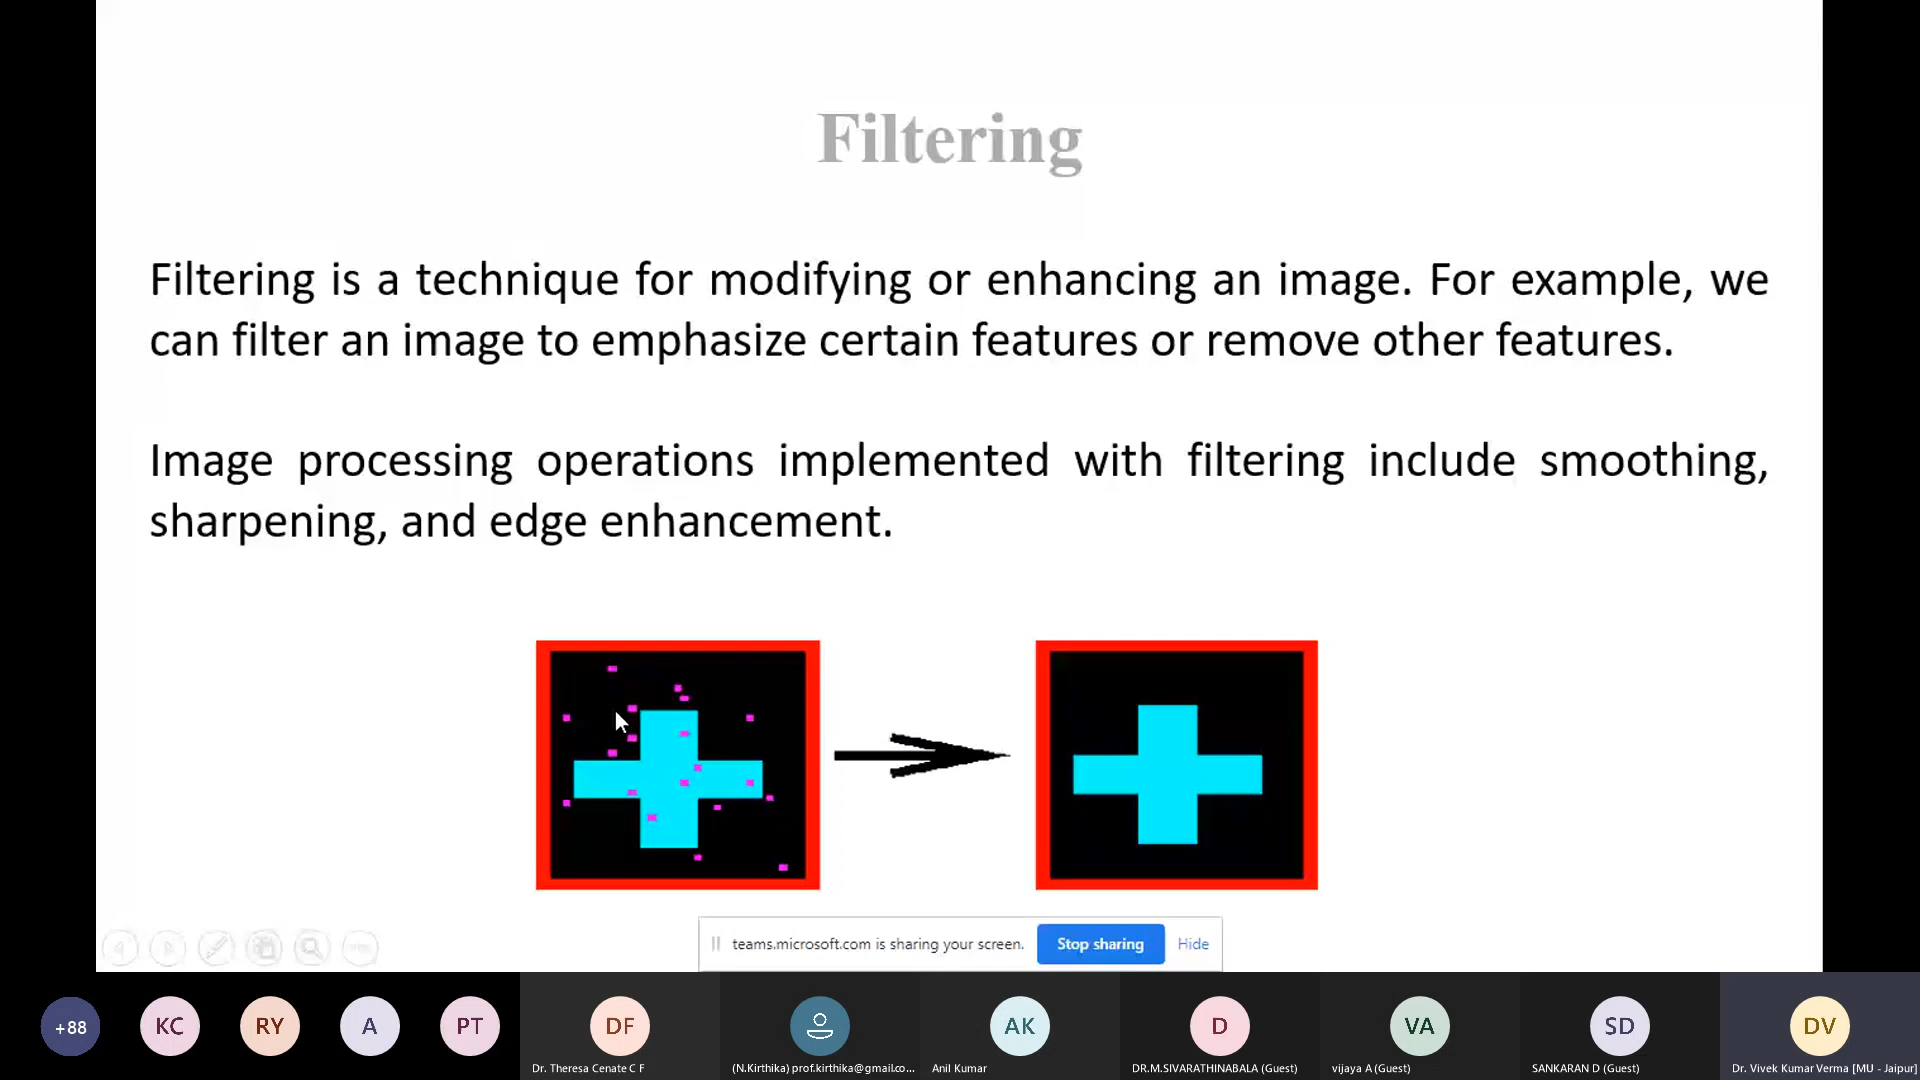 Filtering
Filtering is a technique for modifying or enhancing an image. For example, we
can filter an image to emphasize certain features or remove other features.
Image processing operations implemented with filtering include smoothing,
sharpening, and edge enhancement.
teams.microsoft.com is sharing your screen. Stop sharing Hide
+88 KC RY A PT DF AK D VA SD DV
Dr. Theresa Cenate C F (N.Kirthika) prof.kirthika@gmail.co... Anil Kumar DR.M.SIVARATHINABALA (Guest) vijaya A (Guest) SANKARAN D (Guest) Dr. Vivek Kumar Verma [MU - Jaipur]